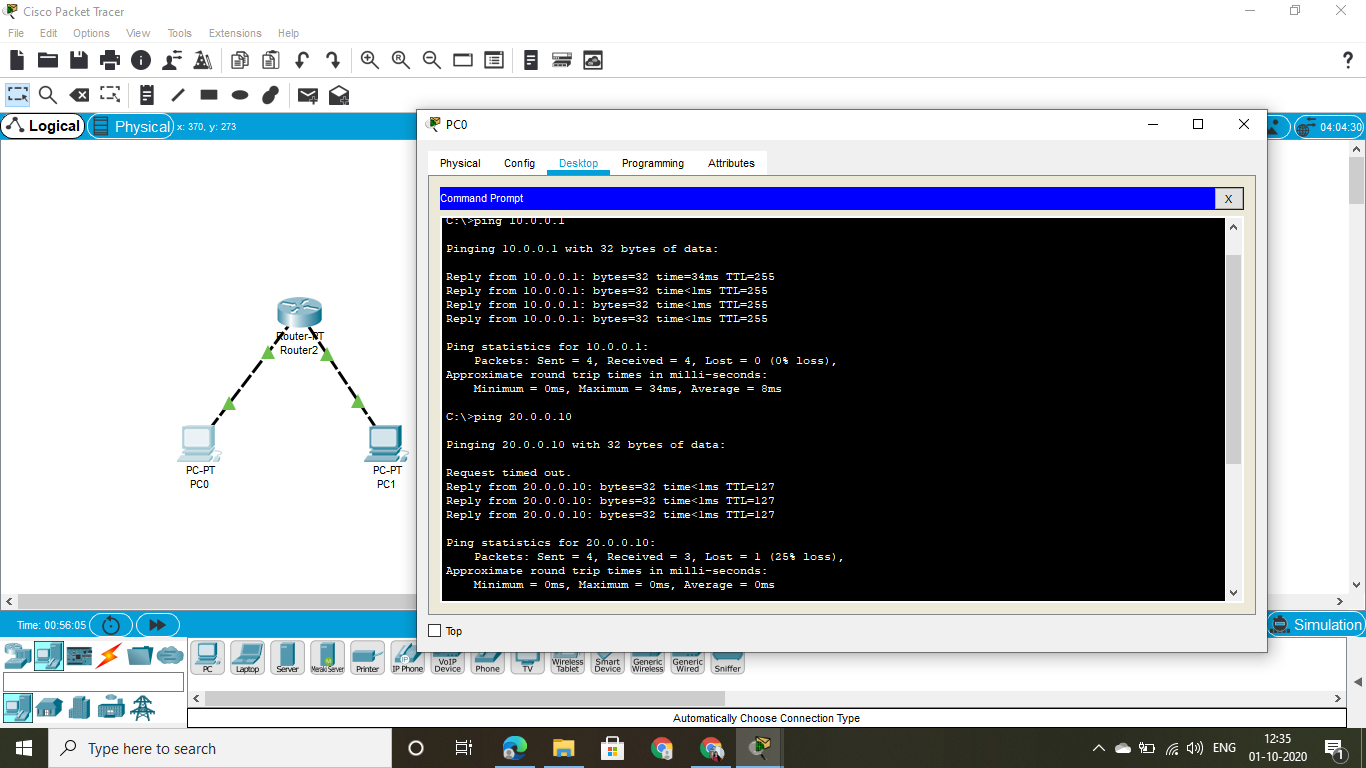 Cisco Packet Tracer
File Edit Options View Tools Extensions Help
Logical
Physical x: 370, y: 273
04:04:30
PC0
Physical Config Desktop Programming Attributes
Command Prompt
X
C:\>ping 10.0.0.1
Pinging 10.0.0.1 with 32 bytes of data:
Reply from 10.0.0.1: bytes=32 time=34ms TTL=255
Reply from 10.0.0.1: bytes=32 time<1ms TTL=255
Reply from 10.0.0.1: bytes=32 time<1ms TTL=255
Reply from 10.0.0.1: bytes=32 time<1ms TTL=255
Ping statistics for 10.0.0.1:
Packets: Sent = 4, Received = 4, Lost = 0 (0% loss),
Approximate round trip times in milli-seconds:
Minimum = 0ms, Maximum = 34ms, Average = 8ms
C:\>ping 20.0.0.10
Pinging 20.0.0.10 with 32 bytes of data:
Request timed out.
Reply from 20.0.0.10: bytes=32 time<1ms TTL=127
Reply from 20.0.0.10: bytes=32 time<1ms TTL=127
Reply from 20.0.0.10: bytes=32 time<1ms TTL=127
Ping statistics for 20.0.0.10:
Packets: Sent = 4, Received = 3, Lost = 1 (25% loss),
Approximate round trip times in milli-seconds:
Minimum = 0ms, Maximum = 0ms, Average = 0ms
Top
Router-PT
Router2
PC-PT
PC0
PC-PT
PC1
Time: 00:56:05
Simulation
PC
Laptop
Server
Meraki Server
Printer
IP Phone
VoIP Device
Phone
TV
Wireless Tablet
Smart Device
Generic Wireless
Generic Wired
Sniffer
Automatically Choose Connection Type
Type here to search
ENG
12:35
01-10-2020
1